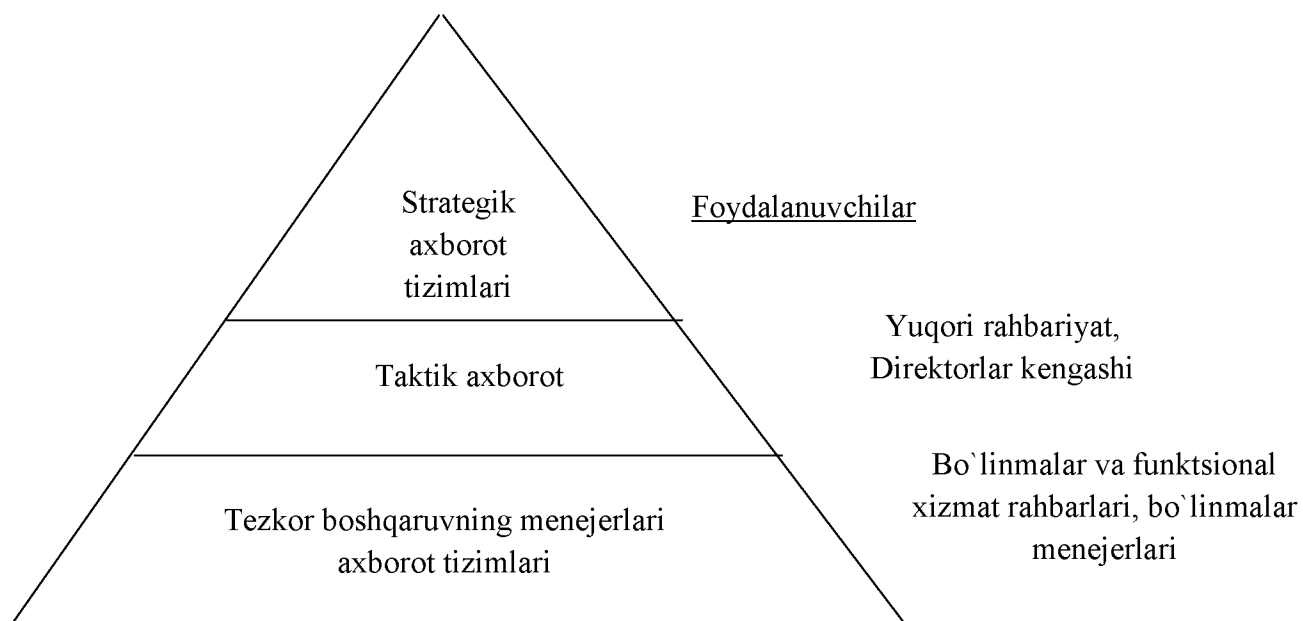 Strategik
axborot
tizimlari
Foydalanuvchilar
Yuqori rahbariyat,
Direktorlar kengashi
Taktik axborot
Bo`linmalar va funktsional
xizmat rahbarlari, bo`linmalar
menejerlari
Tezkor boshqaruvning menejerlari
axborot tizimlari